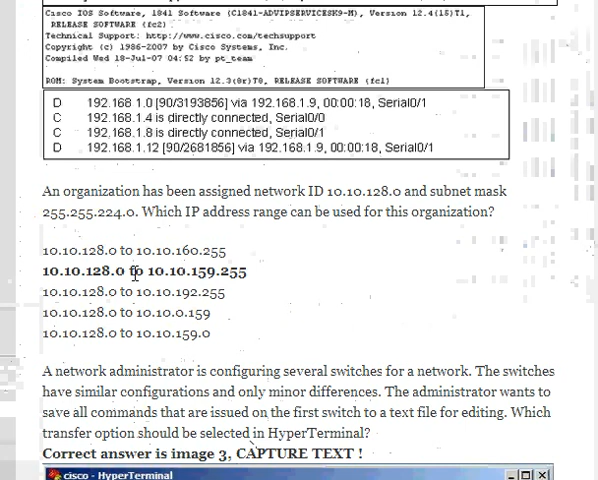 Cisco IOS Software, 1841 Software (C1841-ADVIPSERVICESK9-M), Version 12.4(15)T1,
RELEASE SOFTWARE (fc2)
Technical Support: http://www.cisco.com/techsupport
Copyright (c) 1986-2007 by Cisco Systems, Inc.
Compiled Wed 18-Jul-07 04:52 by pt_team
ROM: System Bootstrap, Version 12.3(8r)T8, RELEASE SOFTWARE (fc1)
D 192.168 1.0 [90/3193856] via 192.168.1.9, 00:00:18, Serial0/1
C 192.168.1.4 is directly connected, Serial0/0
C 192.168.1.8 is directly connected, Serial0/1
D 192.168.1.12 [90/2681856] via 192.168.1.9, 00:00:18, Serial0/1
An organization has been assigned network ID 10.10.128.0 and subnet mask
255.255.224.0. Which IP address range can be used for this organization?
10.10.128.0 to 10.10.160.255
10.10.128.0 to 10.10.159.255
10.10.128.0 to 10.10.192.255
10.10.128.0 to 10.10.0.159
10.10.128.0 to 10.10.159.0
A network administrator is configuring several switches for a network. The switches
have similar configurations and only minor differences. The administrator wants to
save all commands that are issued on the first switch to a text file for editing. Which
transfer option should be selected in HyperTerminal?
Correct answer is image 3, CAPTURE TEXT !
cisco - HyperTerminal